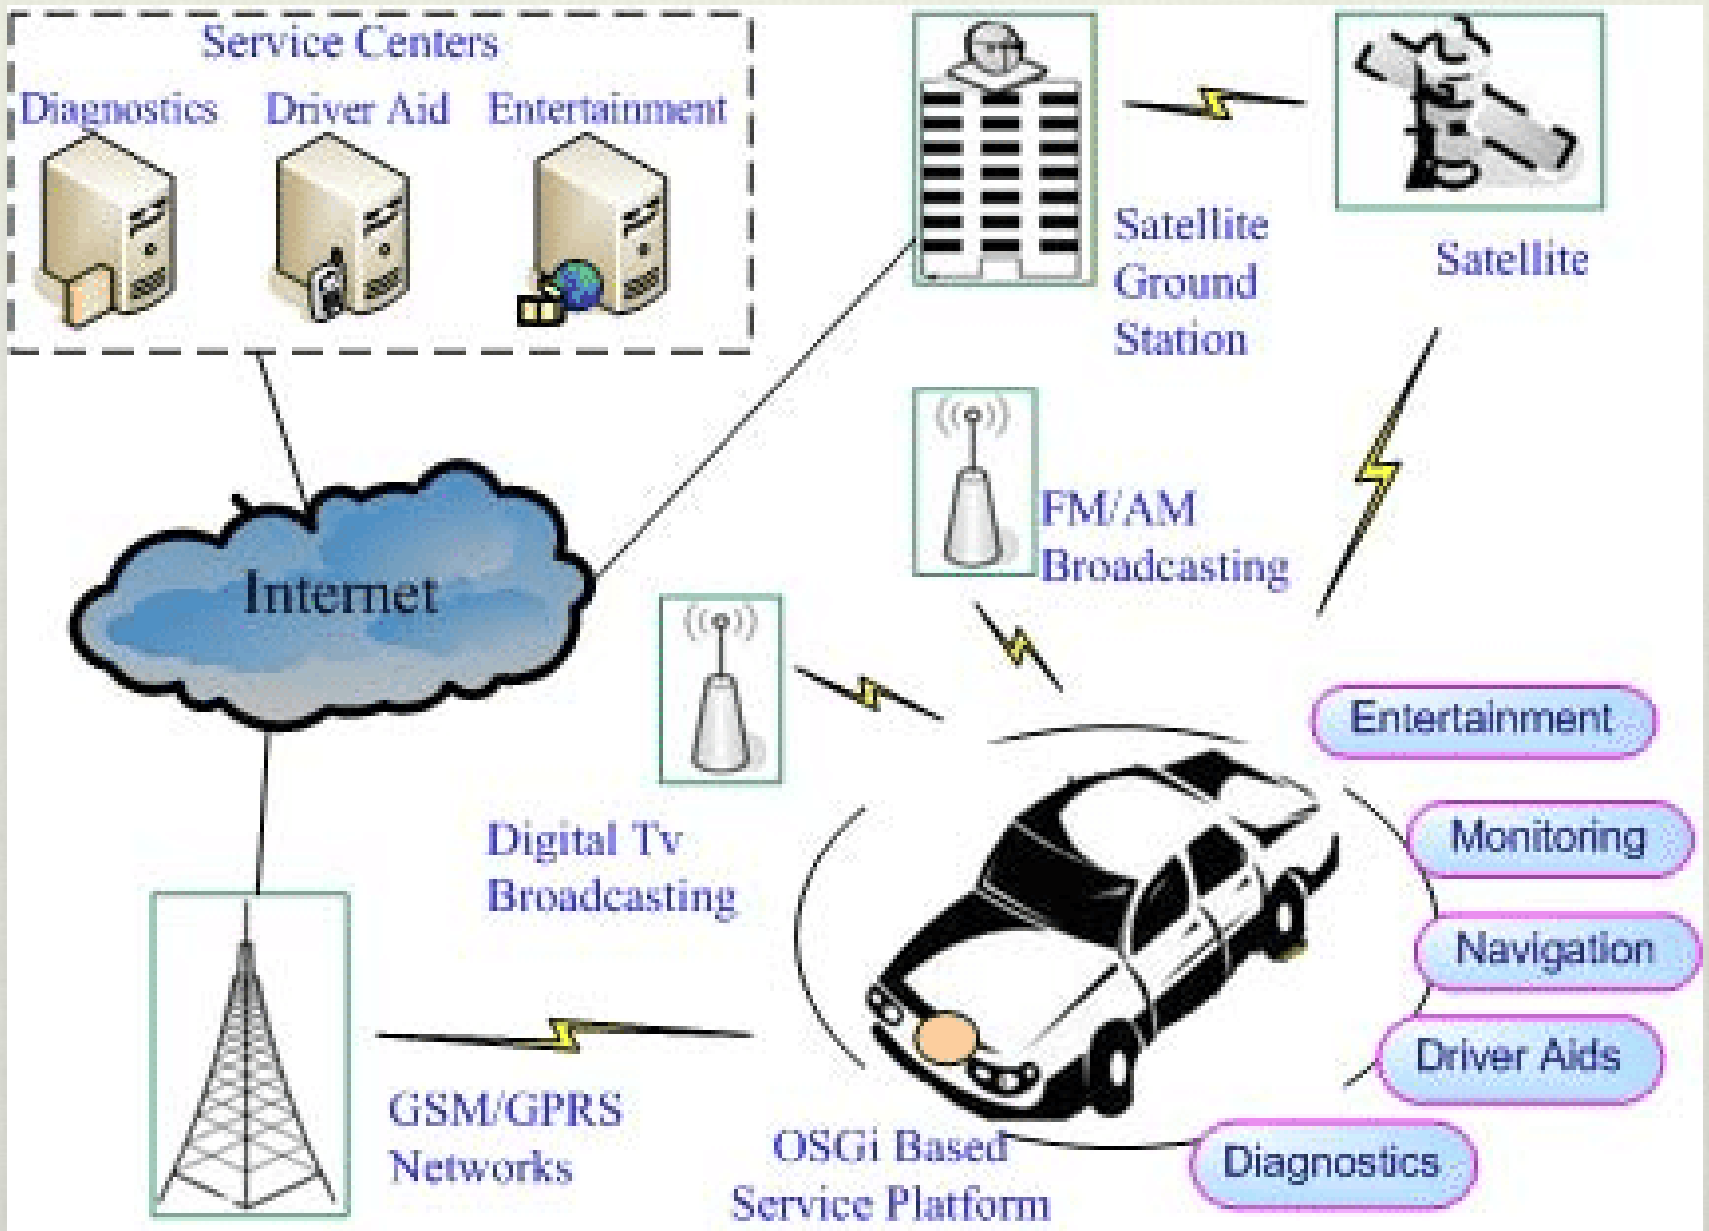 Service Centers
Diagnostics Driver Aid Entertainment
Satellite
Ground
Station
Satellite
FM/AM
Broadcasting
Internet
Entertainment
Monitoring
Digital Tv
Broadcasting
Navigation
Driver Aids
GSM/GPRS
Networks
OSGi Based
Service Platform
Diagnostics